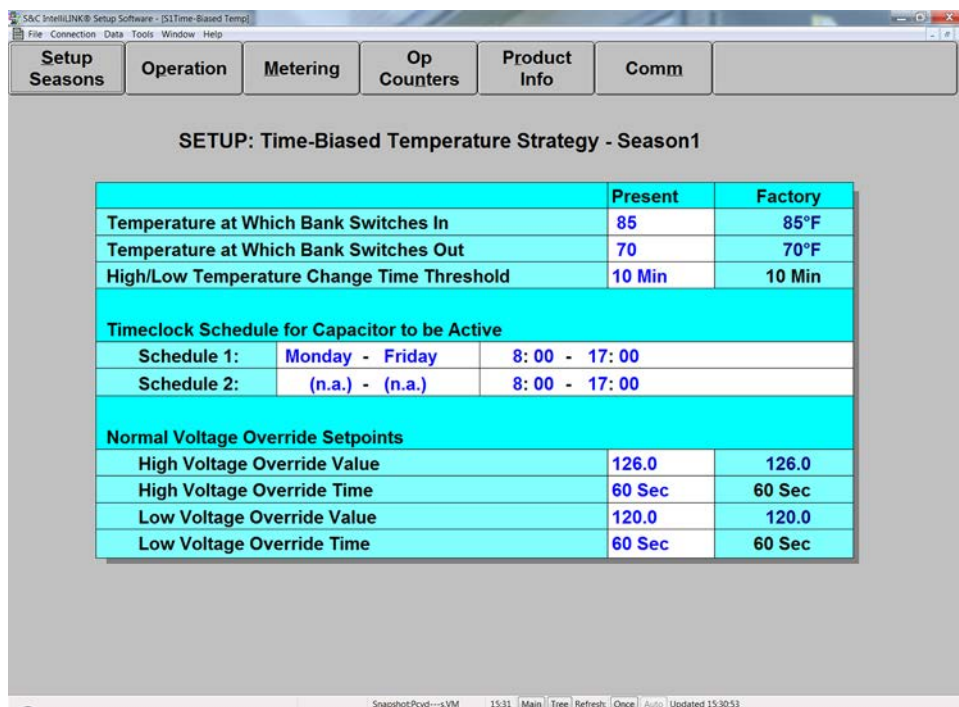 S&C IntelliLINK® Setup Software - [S1Time-Biased Temp]
File Connection Data Tools Window Help
Setup Seasons Operation Metering Op Counters Product Info Comm
SETUP: Time-Biased Temperature Strategy - Season1
Present Factory
Temperature at Which Bank Switches In 85 85°F
Temperature at Which Bank Switches Out 70 70°F
High/Low Temperature Change Time Threshold 10 Min 10 Min
Timeclock Schedule for Capacitor to be Active
Schedule 1: Monday - Friday 8: 00 - 17: 00
Schedule 2: (n.a.) - (n.a.) 8: 00 - 17: 00
Normal Voltage Override Setpoints
High Voltage Override Value 126.0 126.0
High Voltage Override Time 60 Sec 60 Sec
Low Voltage Override Value 120.0 120.0
Low Voltage Override Time 60 Sec 60 Sec
Snapshot:Pcvd---s.VM 15:31 Main Tree Refresh: Once Auto Updated 15:30:53